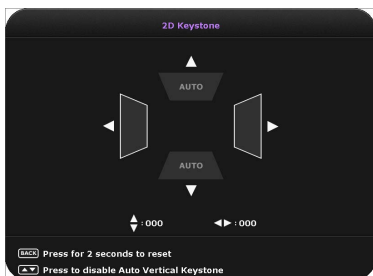 2D Keystone
AUTO
AUTO
: 000
: 000
BACK Press for 2 seconds to reset
Press to disable Auto Vertical Keystone